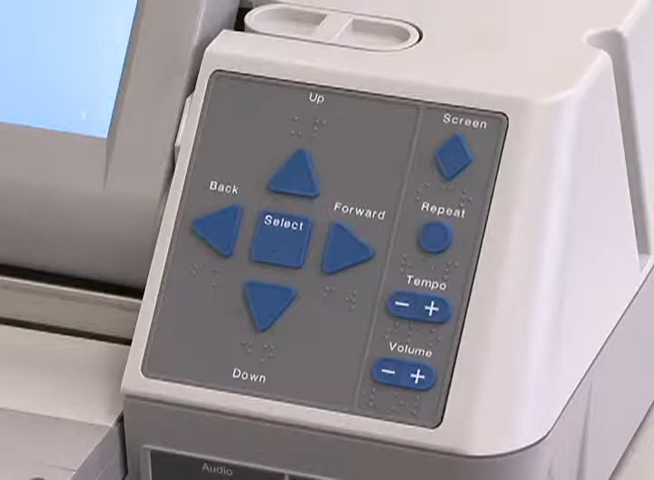 Up
Screen
Back
Select
Forward
Repeat
Tempo
− +
Volume
− +
Down
Audio